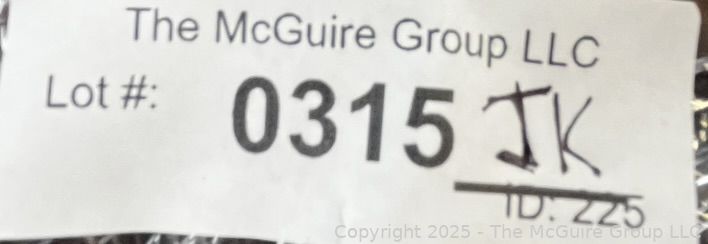 The McGuire Group LLC
Lot #: 0315 JK
ID: 225
Copyright 2025 - The McGuire Group LLC